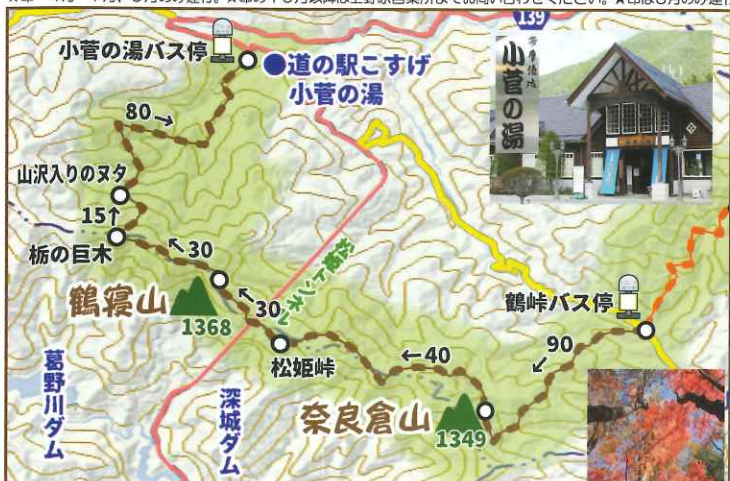 139
小菅の湯バス停
●道の駅こすげ
小菅の湯
小菅の湯
80→
山沢入りのヌタ
15↑
栃の巨木
↖30
鶴寝山
1368
↖30
松姫トンネル
松姫峠
鶴峠バス停
90
↙
←40
奈良倉山
1349
葛野川ダム
深城ダム